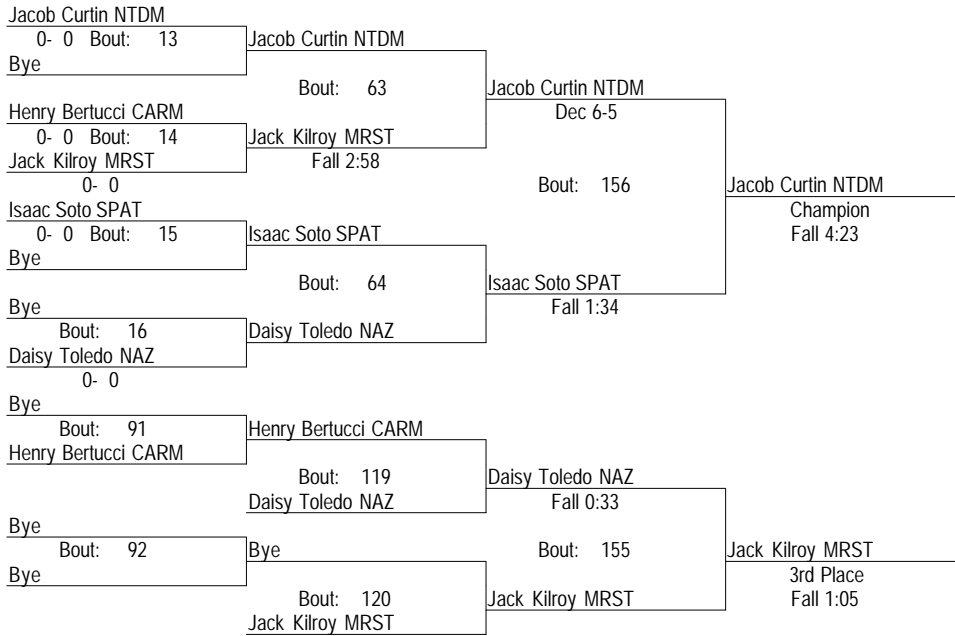 Jacob Curtin NTDM
0- 0 Bout: 13
Jacob Curtin NTDM
Bye
Bout: 63
Jacob Curtin NTDM
Henry Bertucci CARM
Dec 6-5
0- 0 Bout: 14
Jack Kilroy MRST
Jack Kilroy MRST
Fall 2:58
0- 0
Bout: 156
Jacob Curtin NTDM
Isaac Soto SPAT
Champion
0- 0 Bout: 15
Isaac Soto SPAT
Fall 4:23
Bye
Bout: 64
Isaac Soto SPAT
Bye
Fall 1:34
Bout: 16
Daisy Toledo NAZ
Daisy Toledo NAZ
0- 0
Bye
Bout: 91
Henry Bertucci CARM
Henry Bertucci CARM
Bout: 119
Daisy Toledo NAZ
Daisy Toledo NAZ
Fall 0:33
Bye
Bout: 92
Bye
Bout: 155
Jack Kilroy MRST
Bye
3rd Place
Bout: 120
Jack Kilroy MRST
Fall 1:05
Jack Kilroy MRST